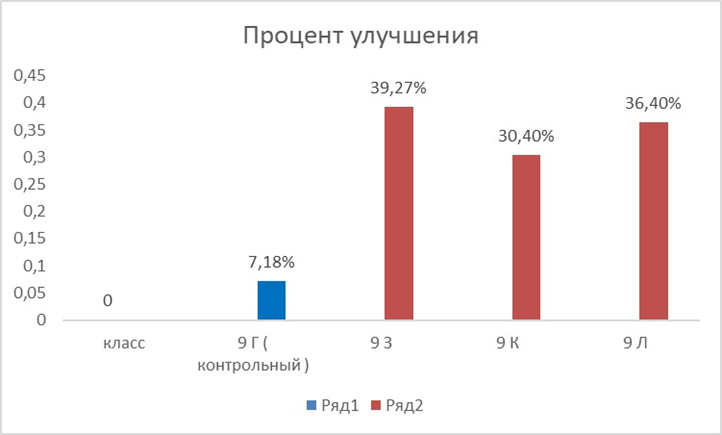 Процент улучшения
0,45
0,4
0,35
0,3
0,25
0,2
0,15
0,1
0,05
0
0
7,18%
39,27%
30,40%
36,40%
класс
9 Г (
контрольный )
9 З
9 К
9 Л
Ряд1
Ряд2